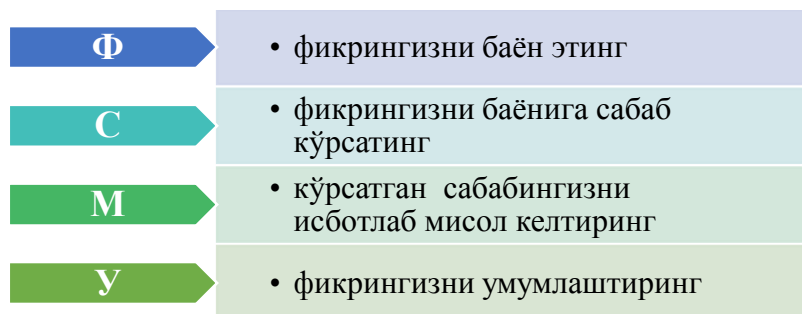 Ф
• фикрингизни баён этинг
С
• фикрингизни баёнига сабаб
кўрсатинг
М
• кўрсатган сабабингизни
исботлаб мисол келтиринг
У
• фикрингизни умумлаштиринг